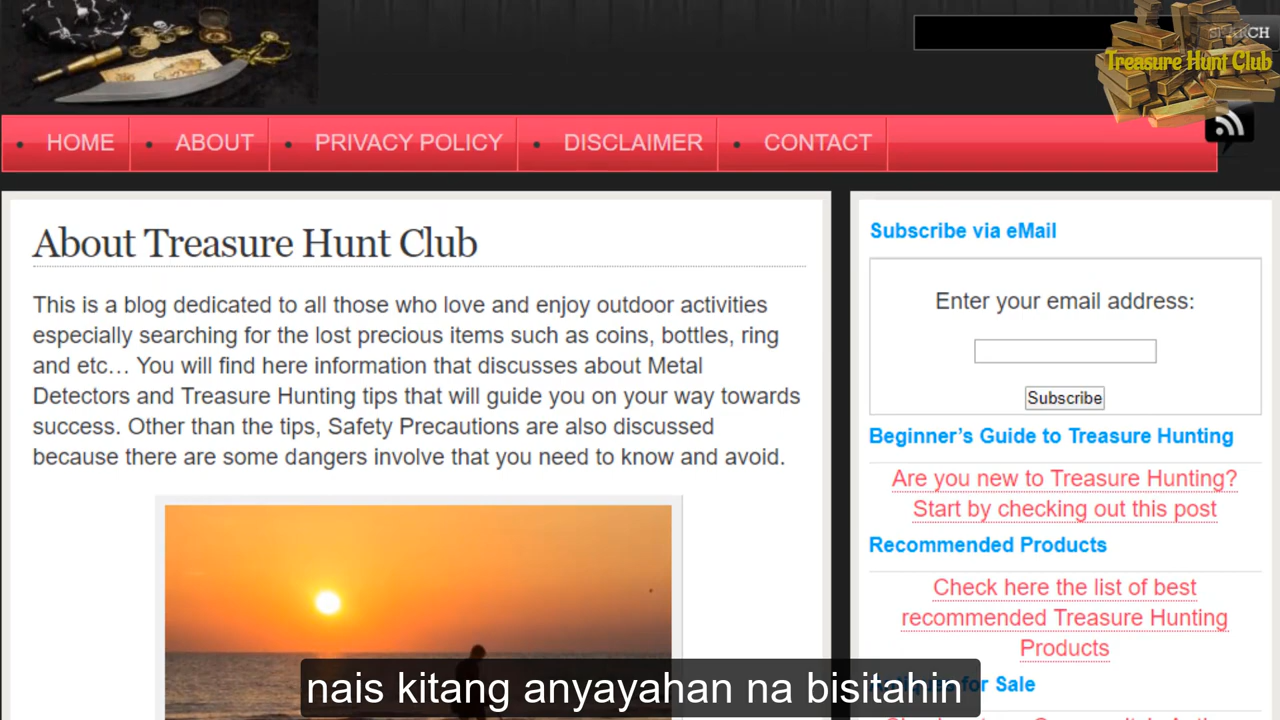 SEARCH
Treasure Hunt Club
HOME
ABOUT
PRIVACY POLICY
DISCLAIMER
CONTACT
About Treasure Hunt Club
This is a blog dedicated to all those who love and enjoy outdoor activities
especially searching for the lost precious items such as coins, bottles, ring
and etc… You will find here information that discusses about Metal
Detectors and Treasure Hunting tips that will guide you on your way towards
success. Other than the tips, Safety Precautions are also discussed
because there are some dangers involve that you need to know and avoid.
Subscribe via eMail
Enter your email address:
Subscribe
Beginner’s Guide to Treasure Hunting
Are you new to Treasure Hunting?
Start by checking out this post
Recommended Products
Check here the list of best
recommended Treasure Hunting
Products
for Sale
nais kitang anyayahan na bisitahin